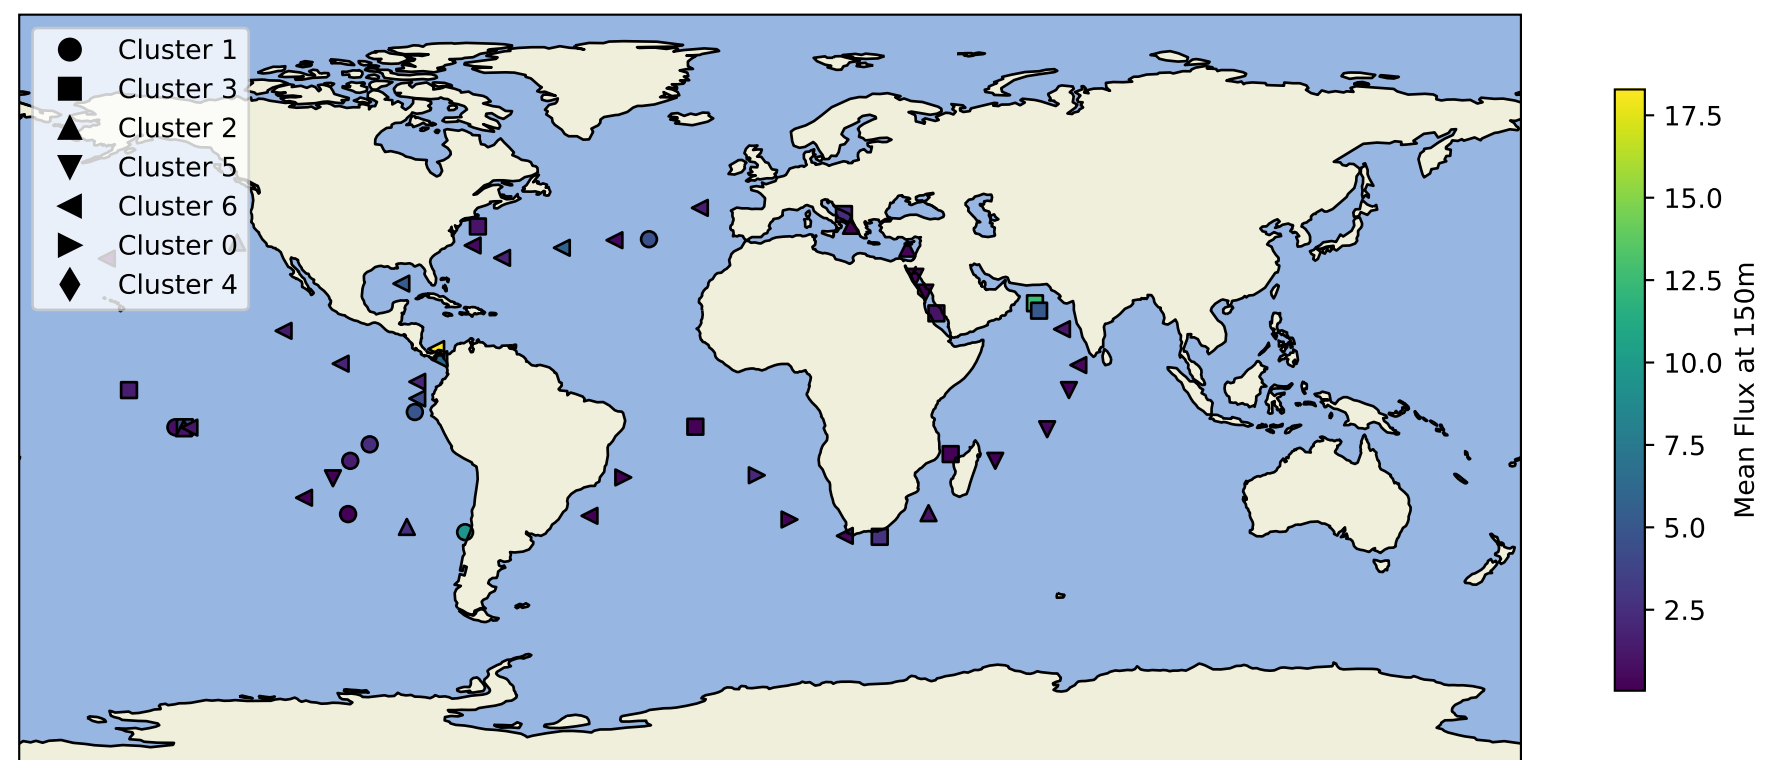 Cluster 1
Cluster 3
Cluster 2
Cluster 5
Cluster 6
Cluster 0
Cluster 4
17.5
15.0
12.5
10.0
7.5
5.0
2.5
Mean Flux at 150m